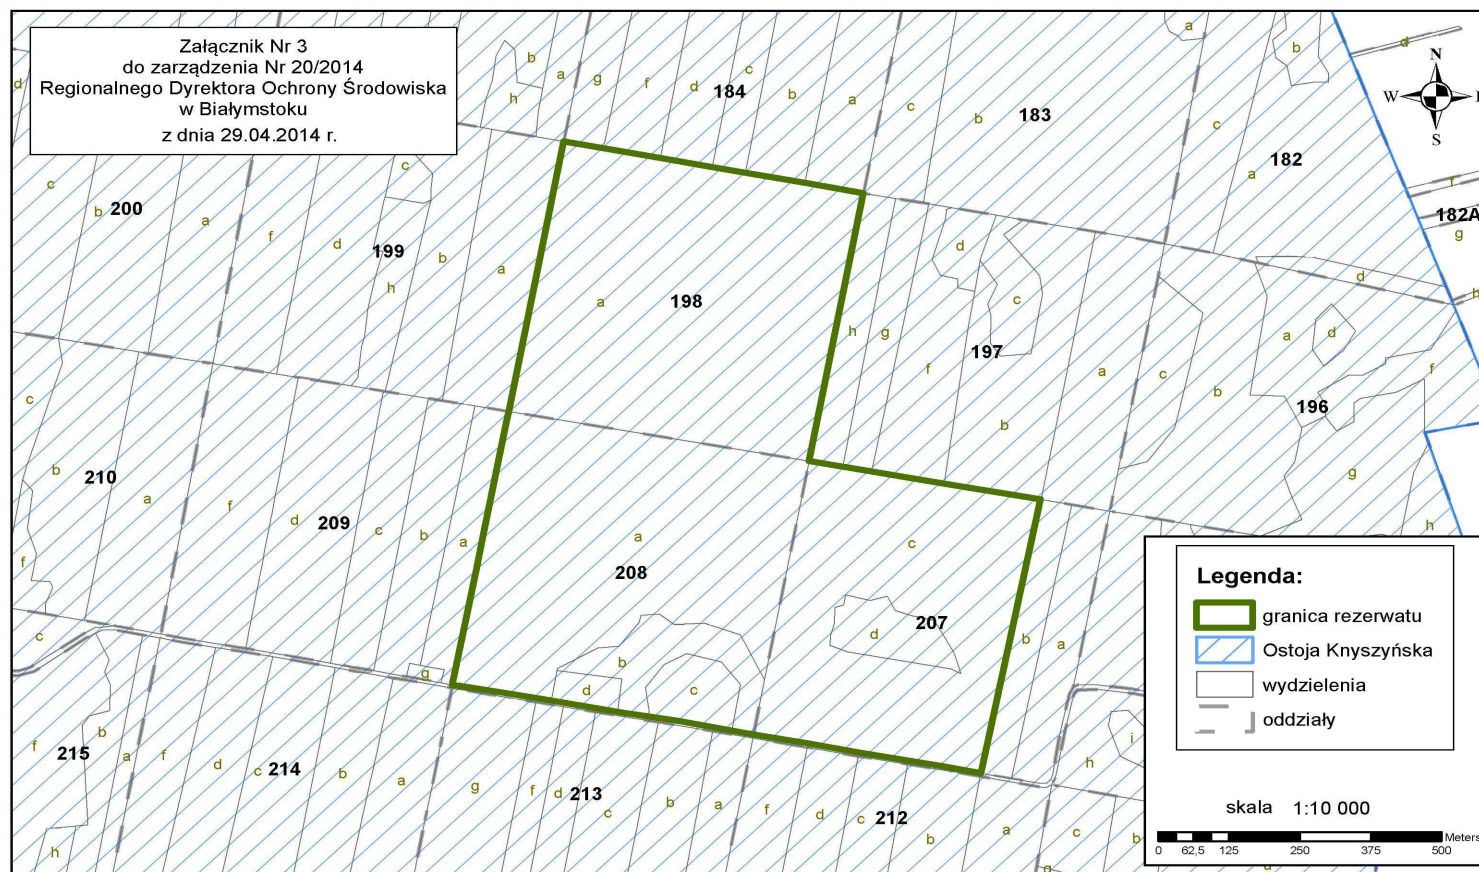 Załącznik Nr 3
do zarządzenia Nr 20/2014
Regionalnego Dyrektora Ochrony Środowiska
w Białymstoku
z dnia 29.04.2014 r.
N
W
S
a b d
d b a g f d c 184 b a c b 183 c 182 a
h
c b 200 a f d c 199 h b a
a 198
h g f d c 197 b a c b
f 182A g h
d a d f 196 g h
c b 210 a f d 209 c b a
f c g
a 208 b d c
c 207 d
b a
f 215 b a h
f d c 214 b a
g f d 213 c b a
f d c 212 b a c b
h i
g a
Legenda:
granica rezerwatu
Ostoja Knyszyńska
wydzielenia
oddziały
skala 1:10 000
Meters
0 62,5 125 250 375 500